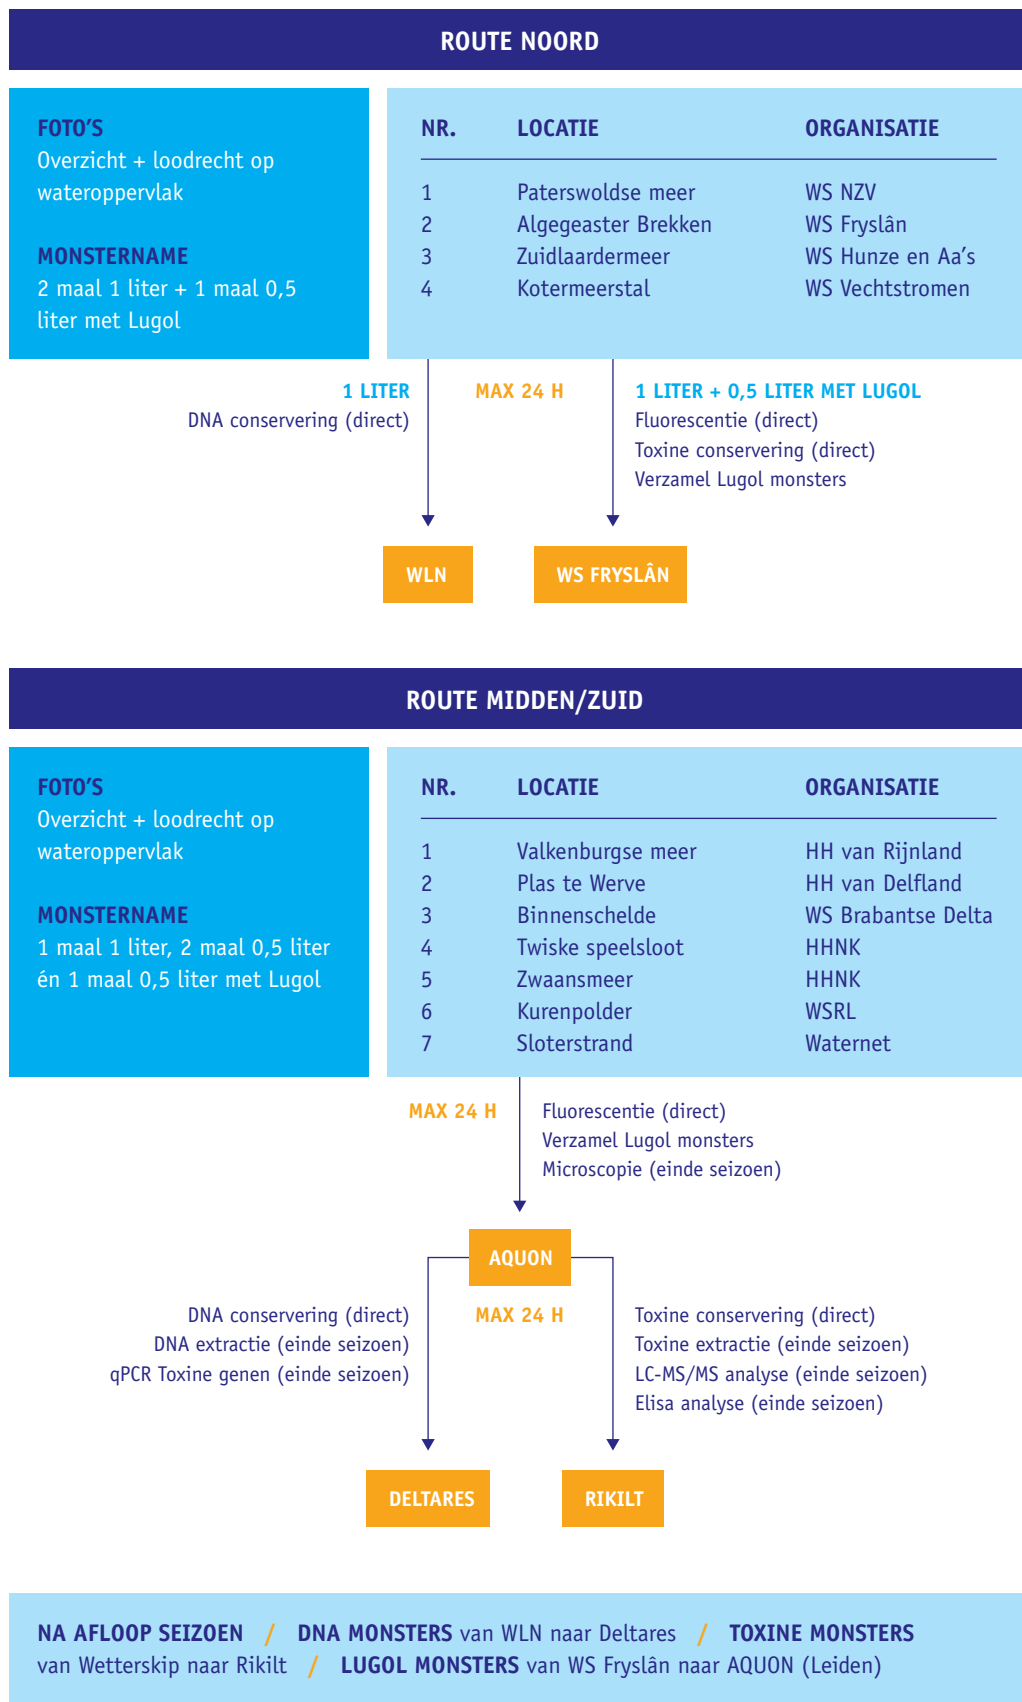 ROUTE NOORD
FOTO'S
Overzicht + loodrecht op
wateroppervlak
MONSTERNAME
2 maal 1 liter + 1 maal 0,5
liter met Lugol
NR. LOCATIE ORGANISATIE
1 Paterswoldse meer WS NZV
2 Algegeaster Brekken WS Fryslân
3 Zuidlaardermeer WS Hunze en Aa's
4 Kotermeerstal WS Vechtstromen
1 LITER
DNA conservering (direct)
MAX 24 H
1 LITER + 0,5 LITER MET LUGOL
Fluorescentie (direct)
Toxine conservering (direct)
Verzamel Lugol monsters
WLN
WS FRYSLÂN
ROUTE MIDDEN/ZUID
FOTO'S
Overzicht + loodrecht op
wateroppervlak
MONSTERNAME
1 maal 1 liter, 2 maal 0,5 liter
én 1 maal 0,5 liter met Lugol
NR. LOCATIE ORGANISATIE
1 Valkenburgse meer HH van Rijnland
2 Plas te Werve HH van Delfland
3 Binnenschelde WS Brabantse Delta
4 Twiske speelsloot HHNK
5 Zwaansmeer HHNK
6 Kurenpolder WSRL
7 Sloterstrand Waternet
MAX 24 H
Fluorescentie (direct)
Verzamel Lugol monsters
Microscopie (einde seizoen)
AQUON
DNA conservering (direct)
DNA extractie (einde seizoen)
qPCR Toxine genen (einde seizoen)
MAX 24 H
Toxine conservering (direct)
Toxine extractie (einde seizoen)
LC-MS/MS analyse (einde seizoen)
Elisa analyse (einde seizoen)
DELTARES
RIKILT
NA AFLOOP SEIZOEN / DNA MONSTERS van WLN naar Deltares / TOXINE MONSTERS
van Wetterskip naar Rikilt / LUGOL MONSTERS van WS Fryslân naar AQUON (Leiden)